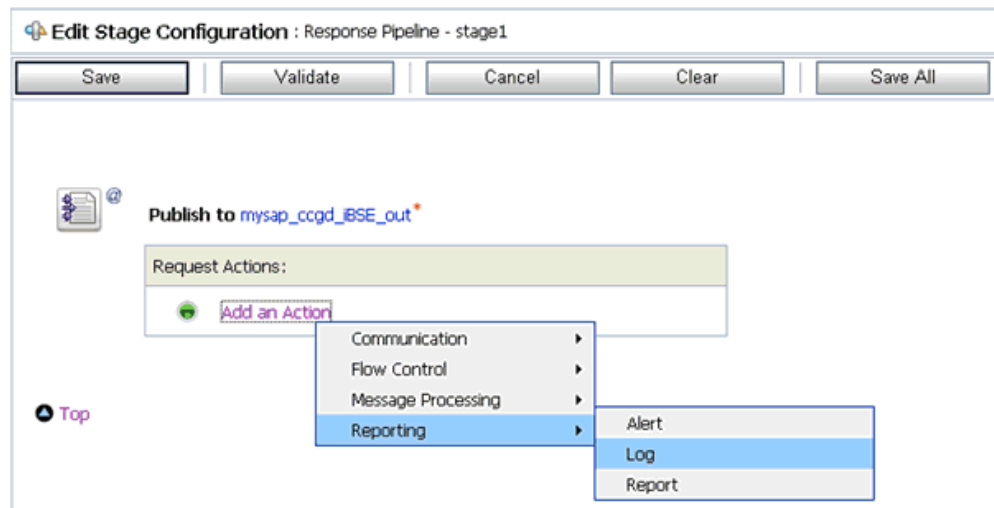 Edit Stage Configuration : Response Pipeline - stage1
Save Validate Cancel Clear Save All
@
Publish to mysap_ccgd_iBSE_out*
Request Actions:
Add an Action
Communication
Flow Control
Message Processing
Reporting
Top
Alert
Log
Report